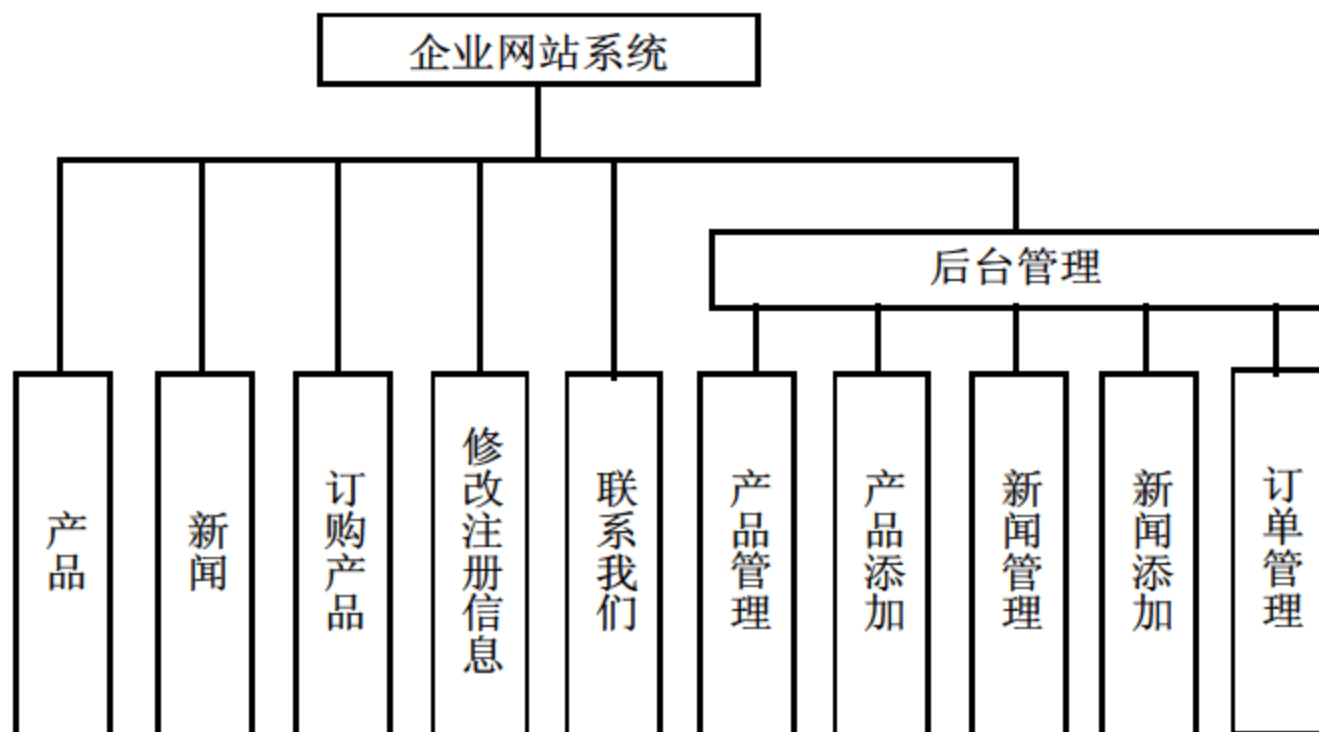 企业网站系统
后台管理
产品
新闻
订购产品
修改注册信息
联系我们
产品管理
产品添加
新闻管理
新闻添加
订单管理